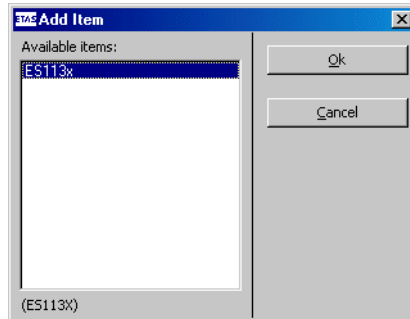 ETAS Add Item
Available items:
ES113x
Ok
Cancel
(ES113X)